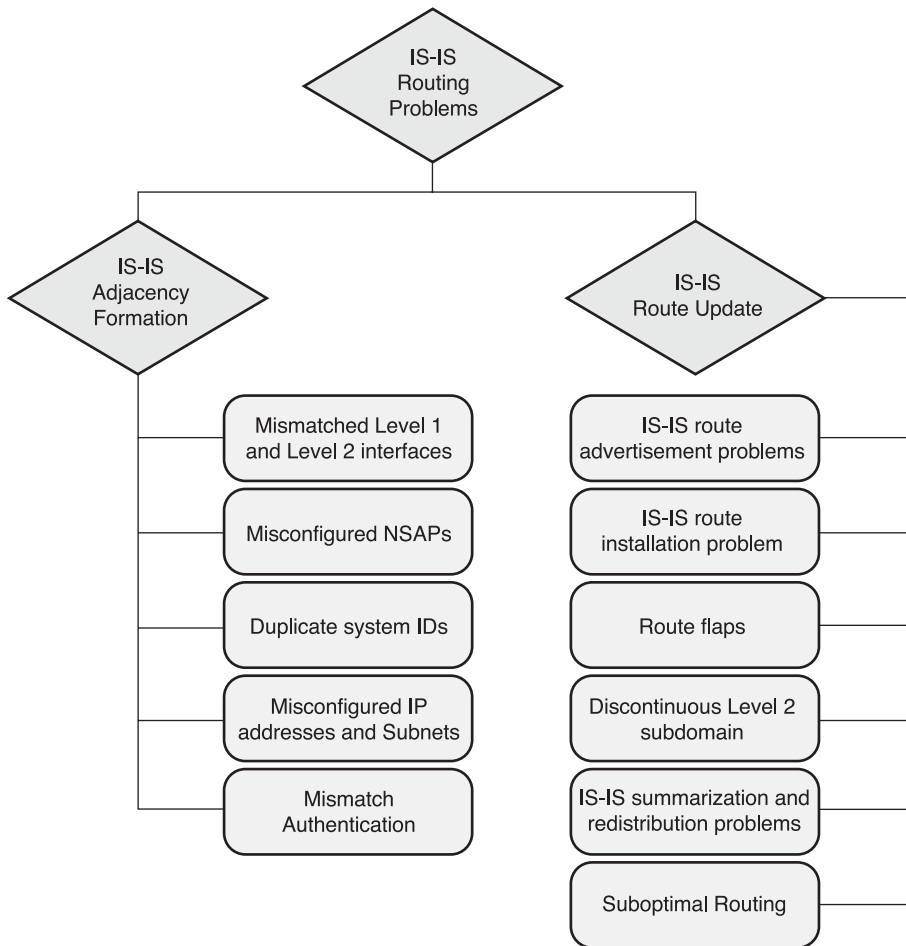 IS-IS
Routing
Problems
IS-IS
Adjacency
Formation
IS-IS
Route Update
Mismatched Level 1
and Level 2 interfaces
Misconfigured NSAPs
Duplicate system IDs
Misconfigured IP
addresses and Subnets
Mismatch
Authentication
IS-IS route
advertisement problems
IS-IS route
installation problem
Route flaps
Discontinuous Level 2
subdomain
IS-IS summarization and
redistribution problems
Suboptimal Routing